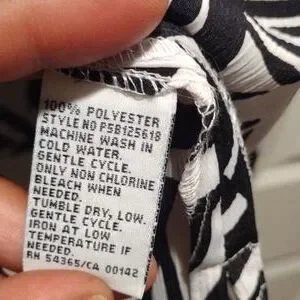 100% POLYESTER
STYLE NO PSB125618
MACHINE WASH IN
COLD WATER.
GENTLE CYCLE.
ONLY NON CHLORINE
BLEACH WHEN
NEEDED.
TUMBLE DRY, LOW.
GENTLE CYCLE.
IRON AT LOW
TEMPERATURE IF
NEEDED.
RN 54365/CA 00142